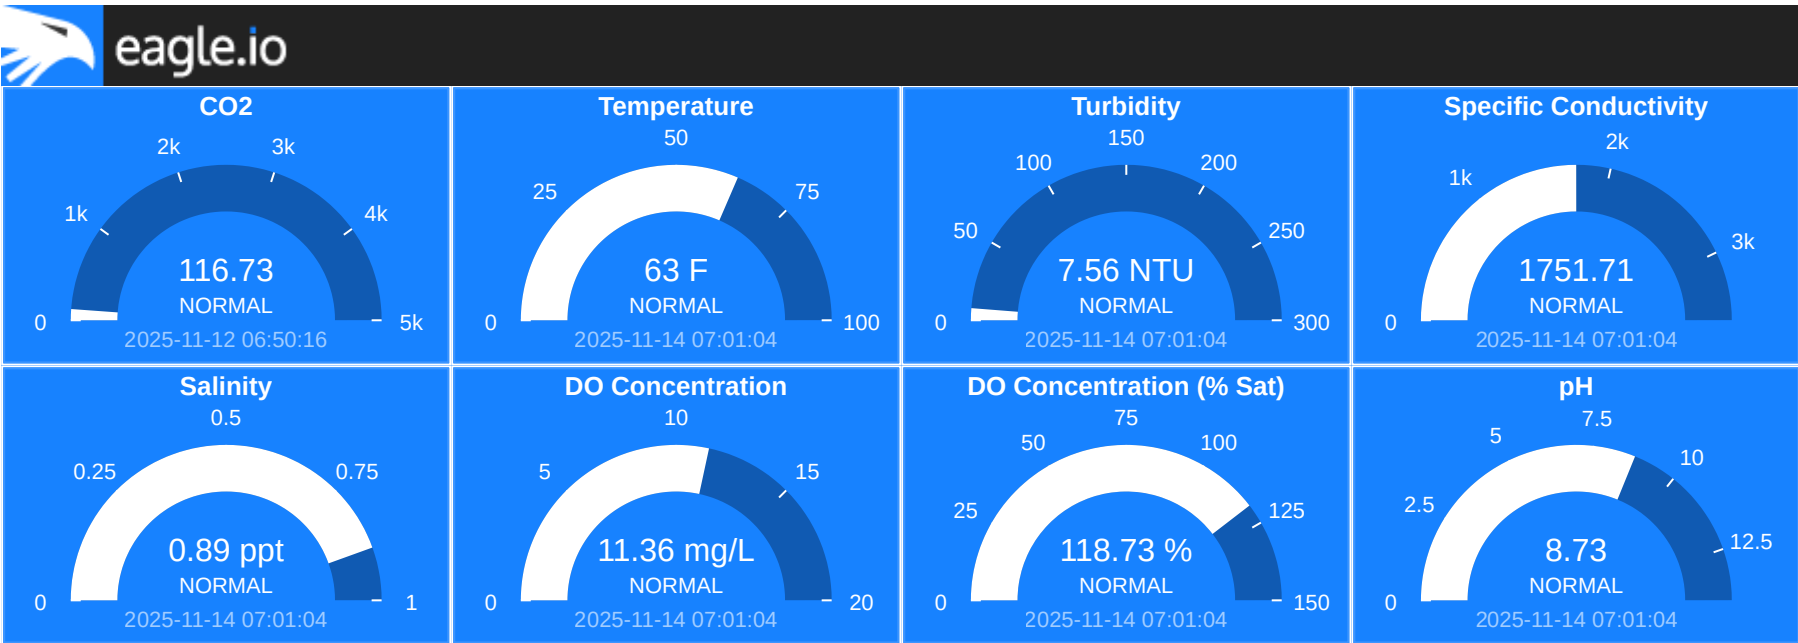 eagle.io
CO2
2k 3k
1k 4k
116.73
NORMAL
0 5k
2025-11-12 06:50:16
Temperature
50
25 75
63 F
NORMAL
0 100
2025-11-14 07:01:04
Turbidity
150
100 200
50 250
7.56 NTU
NORMAL
0 300
2025-11-14 07:01:04
Specific Conductivity
2k
1k
3k
1751.71
NORMAL
0
2025-11-14 07:01:04
Salinity
0.5
0.25 0.75
0.89 ppt
NORMAL
0 1
2025-11-14 07:01:04
DO Concentration
10
5 15
11.36 mg/L
NORMAL
0 20
2025-11-14 07:01:04
DO Concentration (% Sat)
75
50 100
25 125
118.73 %
NORMAL
0 150
2025-11-14 07:01:04
pH
7.5
5
10
2.5
12.5
8.73
NORMAL
0
2025-11-14 07:01:04